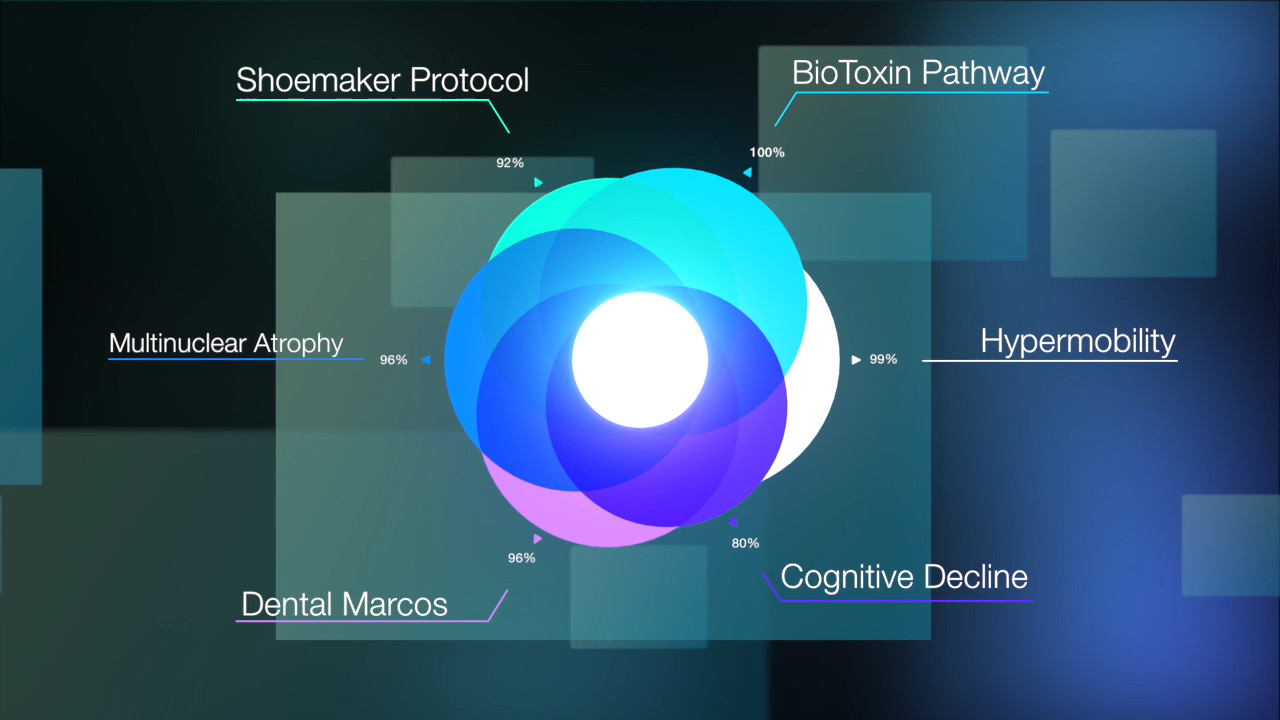 Shoemaker Protocol
BioToxin Pathway
92%
100%
Multinuclear Atrophy
96%
99%
Hypermobility
96%
80%
Dental Marcos
Cognitive Decline